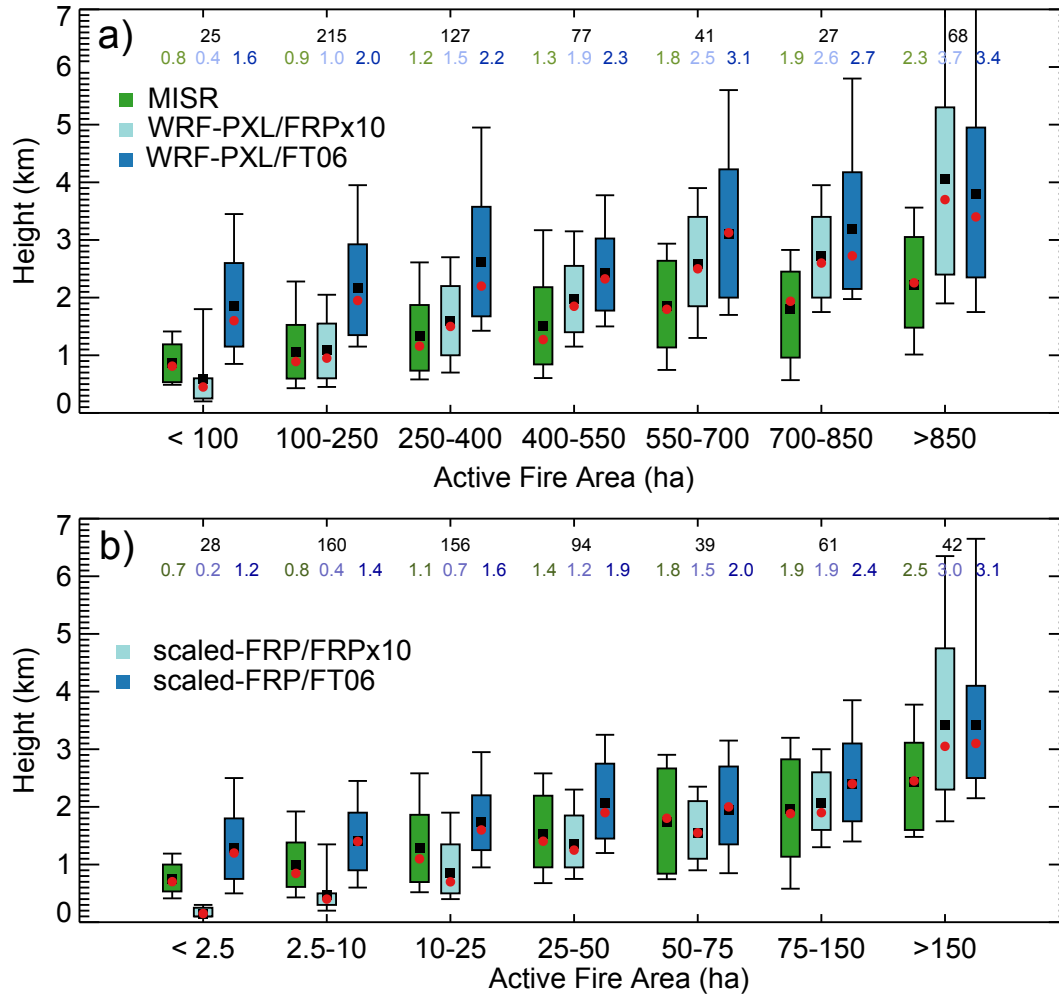 a)
7
6
5
4
3
2
1
0
Height (km)
25 215 127 77 41 27 68
0.8 0.4 1.6 0.9 1.0 2.0 1.2 1.5 2.2 1.3 1.9 2.3 1.8 2.5 3.1 1.9 2.6 2.7 2.3 3.7 3.4
MISR
WRF-PXL/FRPx10
WRF-PXL/FT06
< 100 100-250 250-400 400-550 550-700 700-850 >850
Active Fire Area (ha)
b)
7
6
5
4
3
2
1
0
Height (km)
28 160 156 94 39 61 42
0.7 0.2 1.2 0.8 0.4 1.4 1.1 0.7 1.6 1.4 1.2 1.9 1.8 1.5 2.0 1.9 1.9 2.4 2.5 3.0 3.1
scaled-FRP/FRPx10
scaled-FRP/FT06
< 2.5 2.5-10 10-25 25-50 50-75 75-150 >150
Active Fire Area (ha)